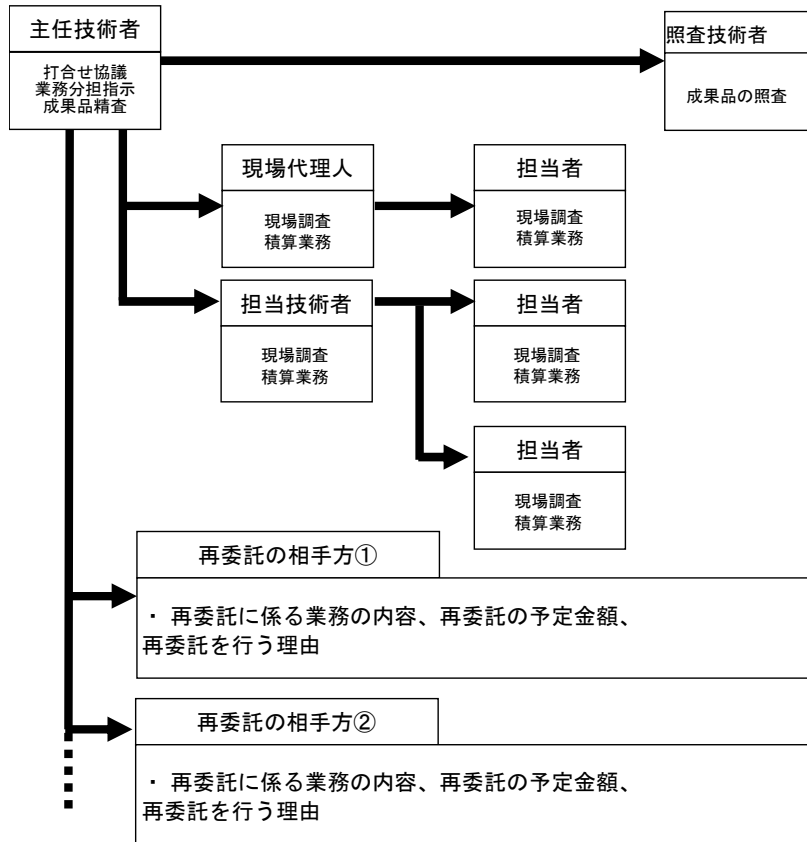 主任技術者
打合せ協議
業務分担指示
成果品精査
照査技術者
成果品の照査
現場代理人
現場調査
積算業務
担当者
現場調査
積算業務
担当技術者
現場調査
積算業務
担当者
現場調査
積算業務
担当者
現場調査
積算業務
再委託の相手方①
・ 再委託に係る業務の内容、再委託の予定金額、
再委託を行う理由
再委託の相手方②
・ 再委託に係る業務の内容、再委託の予定金額、
再委託を行う理由